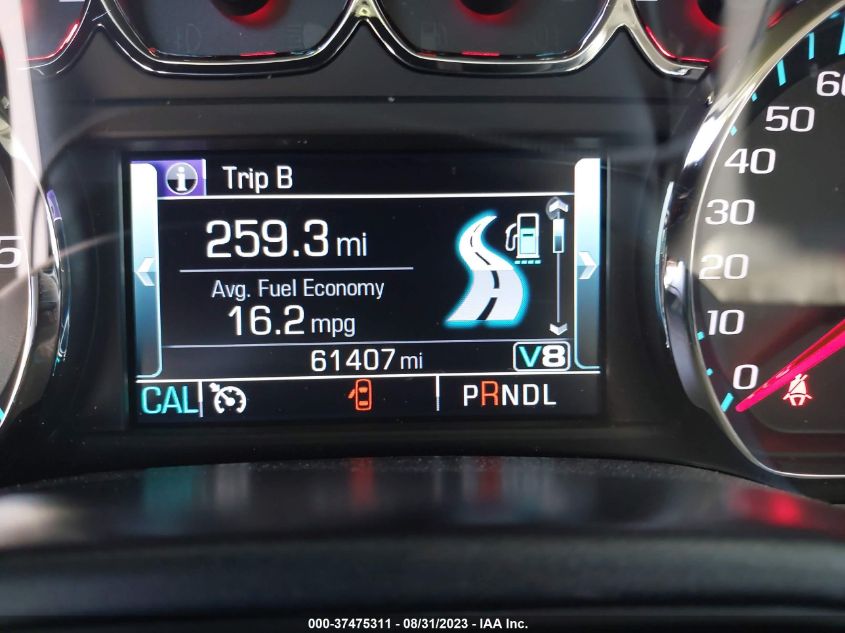 Trip B
259.3 mi
Avg. Fuel Economy
16.2 mpg
61407 mi
V8
CAL
PRNDL
5
60
50
40
30
20
10
0
000-37475311 - 08/31/2023 - IAA Inc.